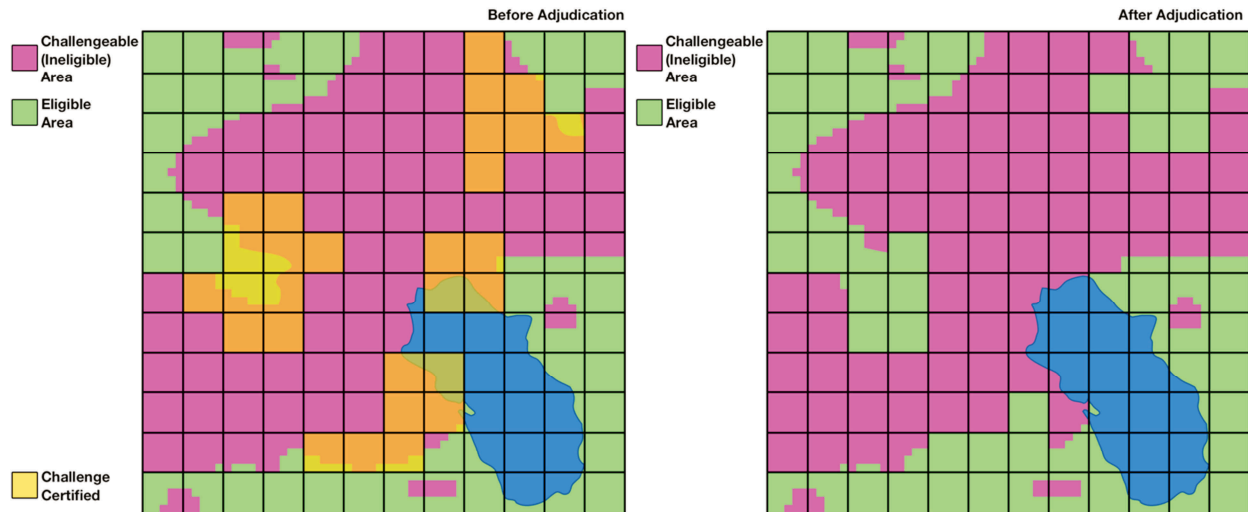 Before Adjudication
Challengeable
(Ineligible)
Area
Eligible
Area
Challenge
Certified
After Adjudication
Challengeable
(Ineligible)
Area
Eligible
Area